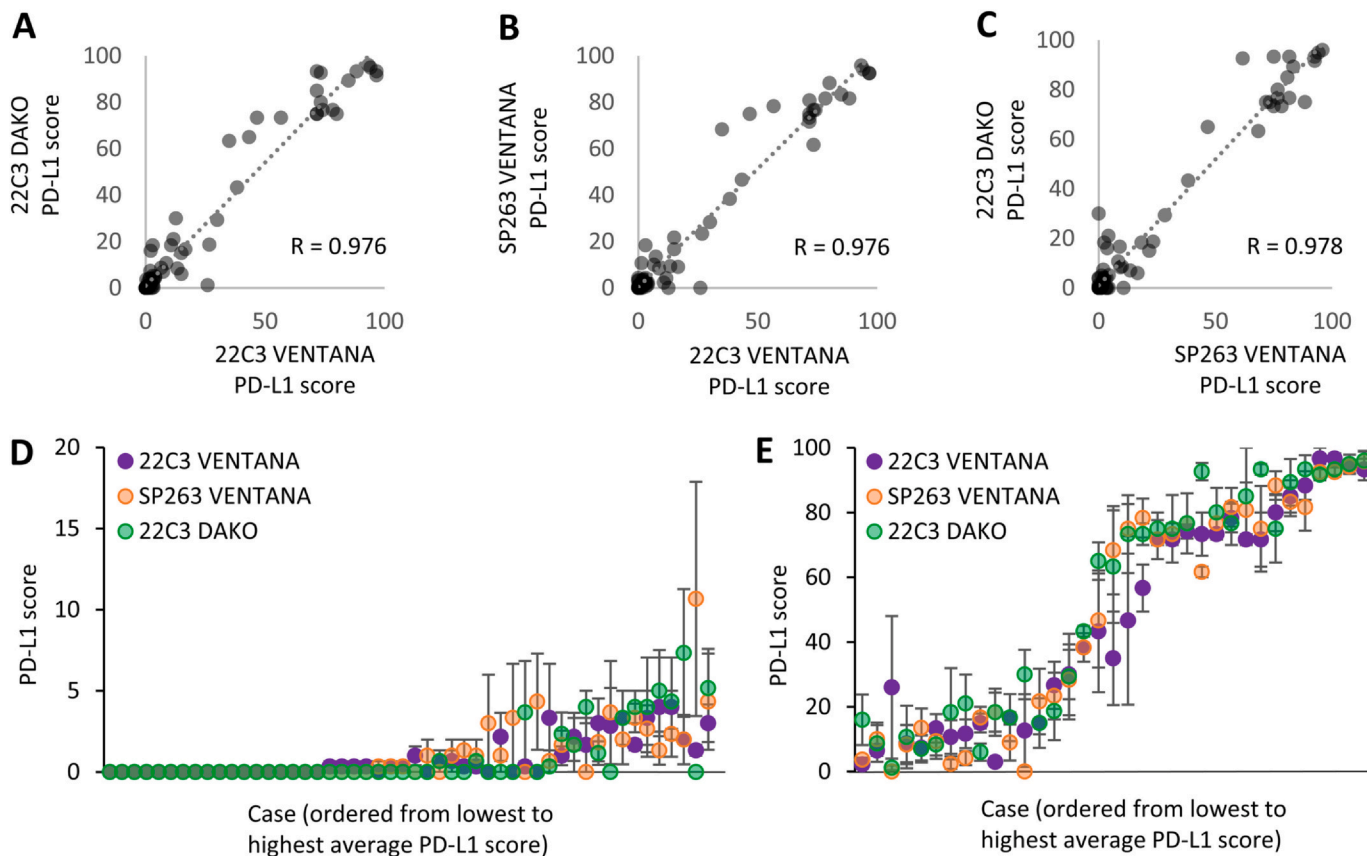 A
100
80
60
40
20
0
22C3 DAKO
PD-L1 score
R = 0.976
0 50 100
22C3 VENTANA
PD-L1 score
B
100
80
60
40
20
0
SP263 VENTANA
PD-L1 score
R = 0.976
0 50 100
22C3 VENTANA
PD-L1 score
C
100
80
60
40
20
0
22C3 DAKO
PD-L1 score
R = 0.978
0 50 100
SP263 VENTANA
PD-L1 score
D
20
15
10
5
0
PD-L1 score
22C3 VENTANA
SP263 VENTANA
22C3 DAKO
Case (ordered from lowest to
highest average PD-L1 score)
E
100
80
60
40
20
0
PD-L1 score
22C3 VENTANA
SP263 VENTANA
22C3 DAKO
Case (ordered from lowest to
highest average PD-L1 score)